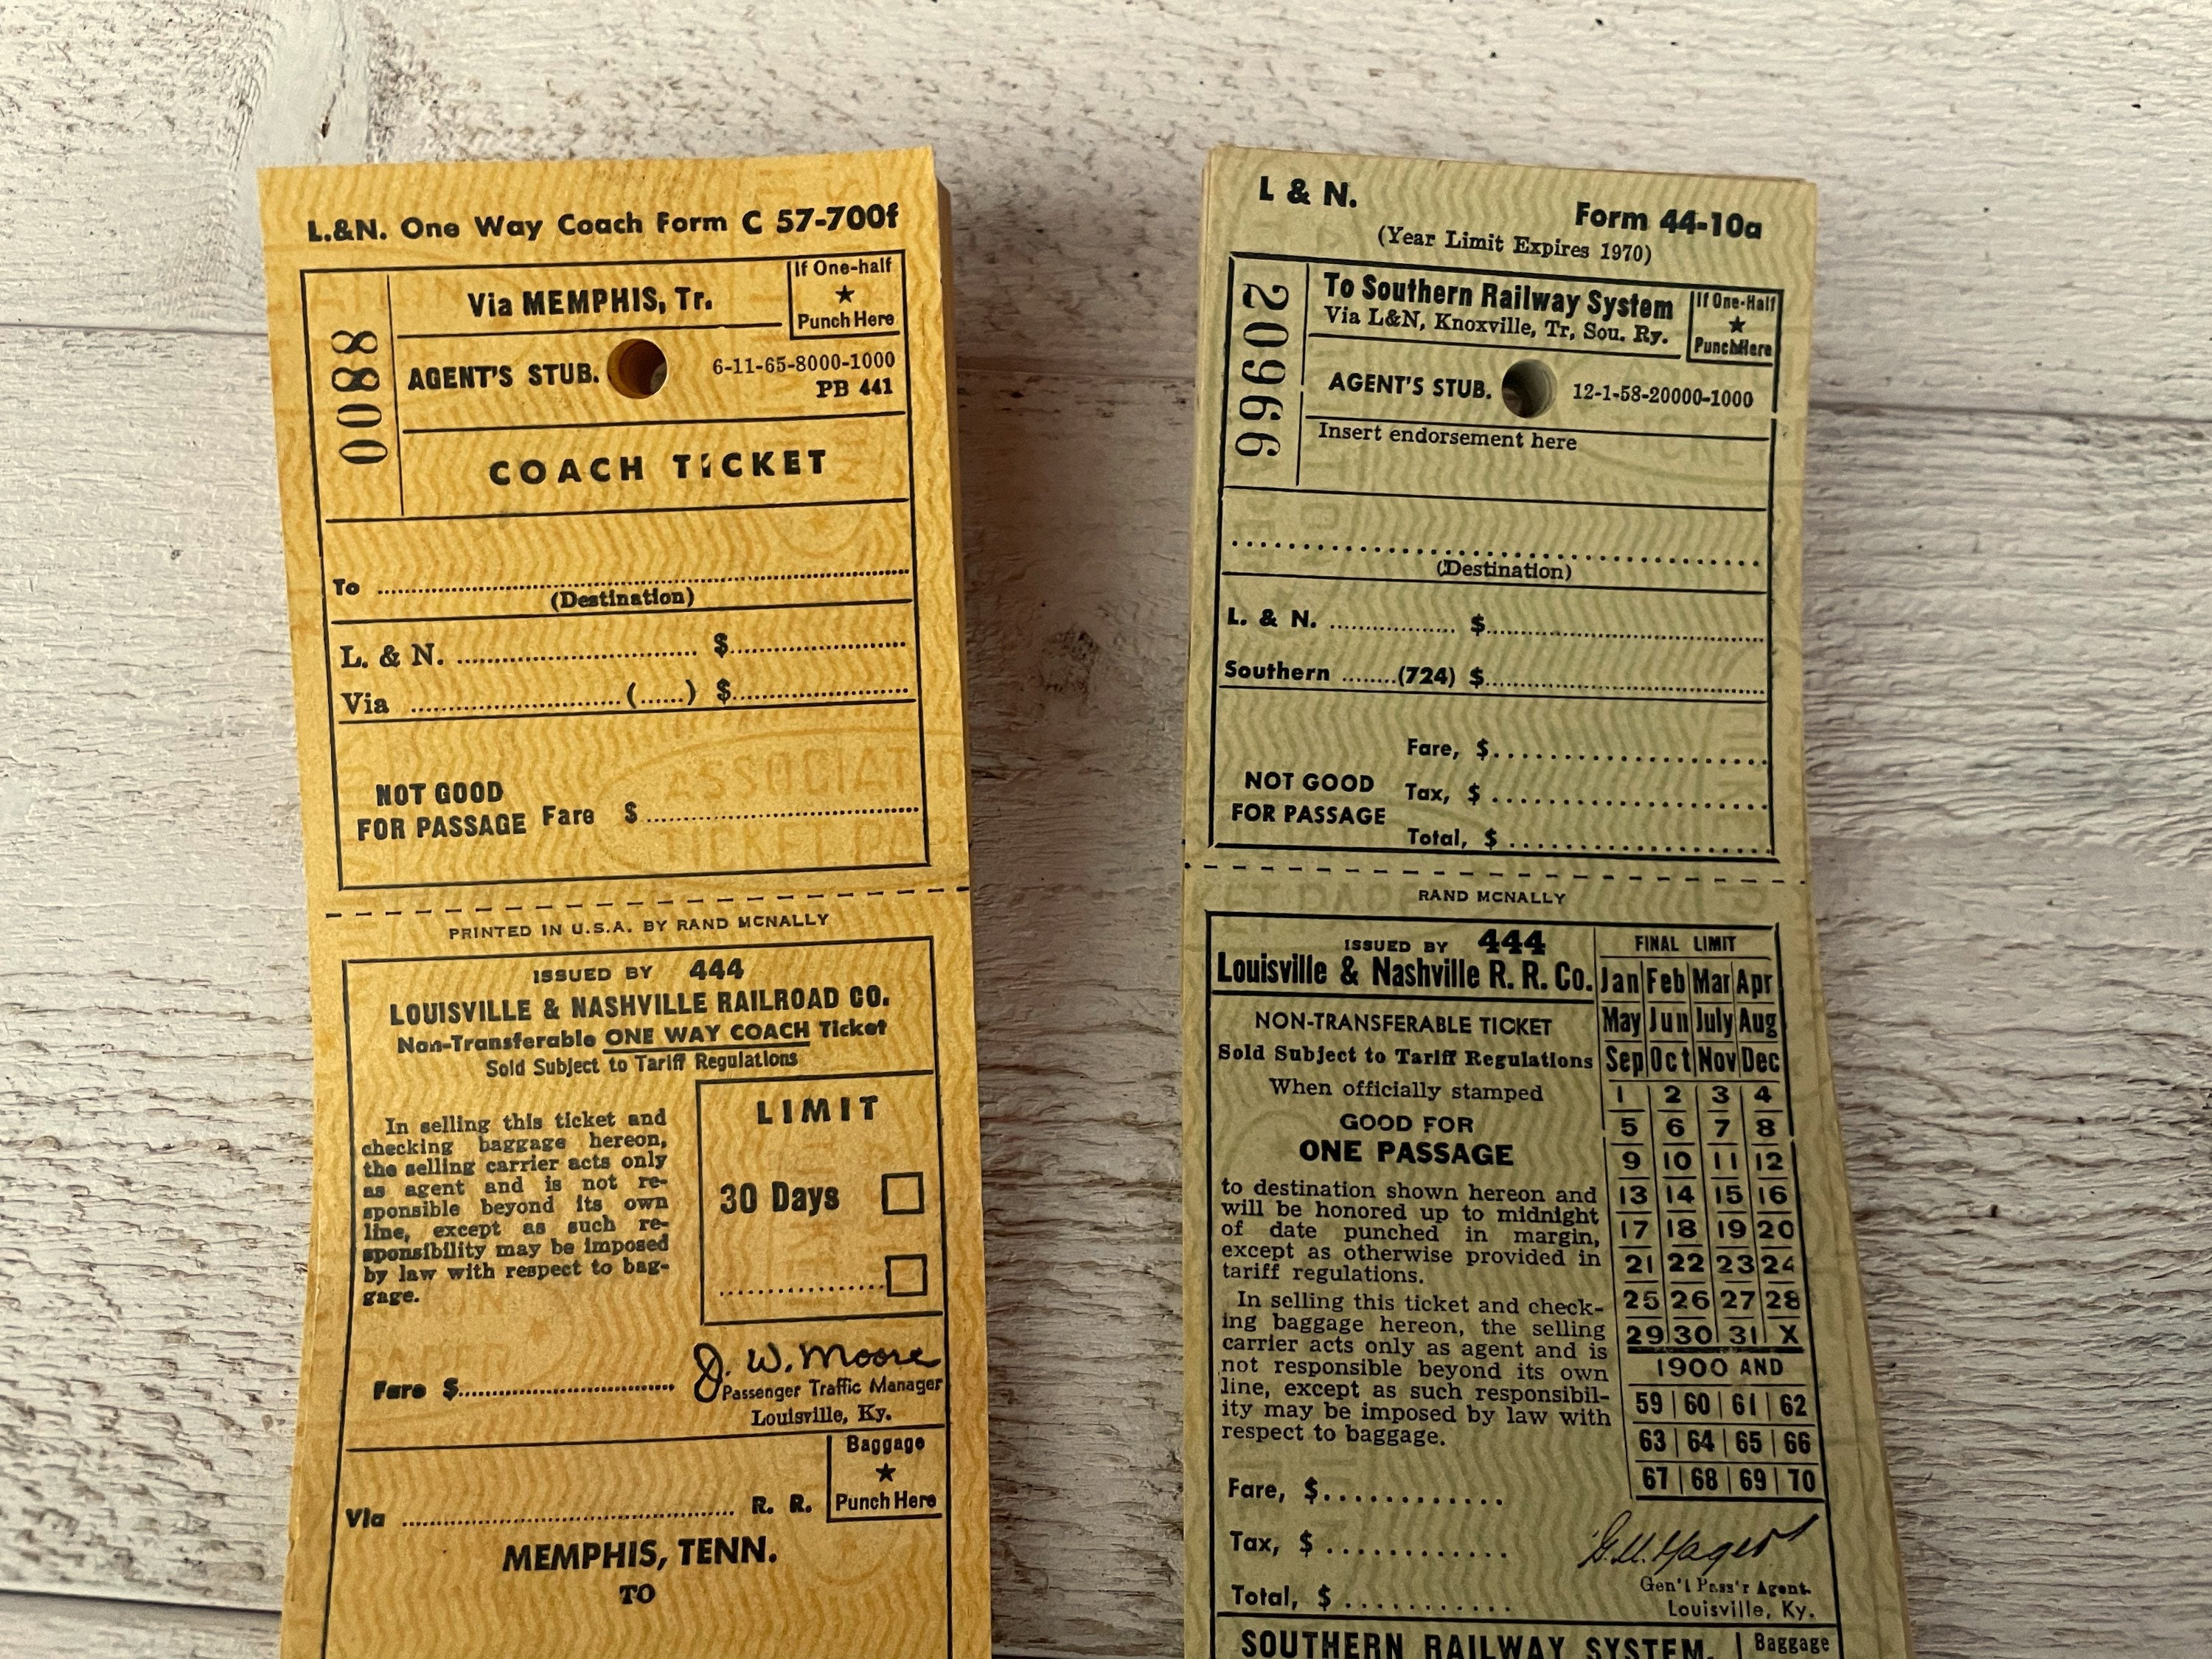 L.&N. One Way Coach Form C 57-700f
0088
Via MEMPHIS, Tr.
If One-half
★
Punch Here
AGENT'S STUB.
6-11-65-8000-1000
PB 441
COACH TICKET
To
(Destination)
L. & N. $
Via (......) $
NOT GOOD
FOR PASSAGE Fare $
PRINTED IN U.S.A. BY RAND MCNALLY
ISSUED BY 444
LOUISVILLE & NASHVILLE RAILROAD CO.
Non-Transferable ONE WAY COACH Ticket
Sold Subject to Tariff Regulations
In selling this ticket and
checking baggage hereon,
the selling carrier acts only
as agent and is not re-
sponsible beyond its own
line, except as such re-
sponsibility may be imposed
by law with respect to bag-
gage.
LIMIT
30 Days
Fare $
J. W. Moore
Passenger Traffic Manager
Louisville, Ky.
Via R. R.
Baggage
★
Punch Here
MEMPHIS, TENN.
TO
L & N.
Form 44-10a
(Year Limit Expires 1970)
20966
To Southern Railway System
Via L&N, Knoxville, Tr, Sou. Ry.
If One-Half
★
Punch Here
AGENT'S STUB.
12-1-58-20000-1000
Insert endorsement here
(Destination)
L. & N. $
Southern (724) $
Fare, $
NOT GOOD
FOR PASSAGE
Tax, $
Total, $
RAND MCNALLY
ISSUED BY 444
Louisville & Nashville R. R. Co.
NON-TRANSFERABLE TICKET
Sold Subject to Tariff Regulations
When officially stamped
GOOD FOR
ONE PASSAGE
to destination shown hereon and
will be honored up to midnight
of date punched in margin,
except as otherwise provided in
tariff regulations.
In selling this ticket and check-
ing baggage hereon, the selling
carrier acts only as agent and is
not responsible beyond its own
line, except as such responsibil-
ity may be imposed by law with
respect to baggage.
FINAL LIMIT
Jan Feb Mar Apr
May Jun July Aug
Sep Oct Nov Dec
1 2 3 4
5 6 7 8
9 10 11 12
13 14 15 16
17 18 19 20
21 22 23 24
25 26 27 28
29 30 31 X
1900 AND
59 60 61 62
63 64 65 66
67 68 69 70
Fare, $
Tax, $
Total, $
Gen'l Pass'r Agent.
Louisville, Ky.
SOUTHERN RAILWAY SYSTEM.
Baggage